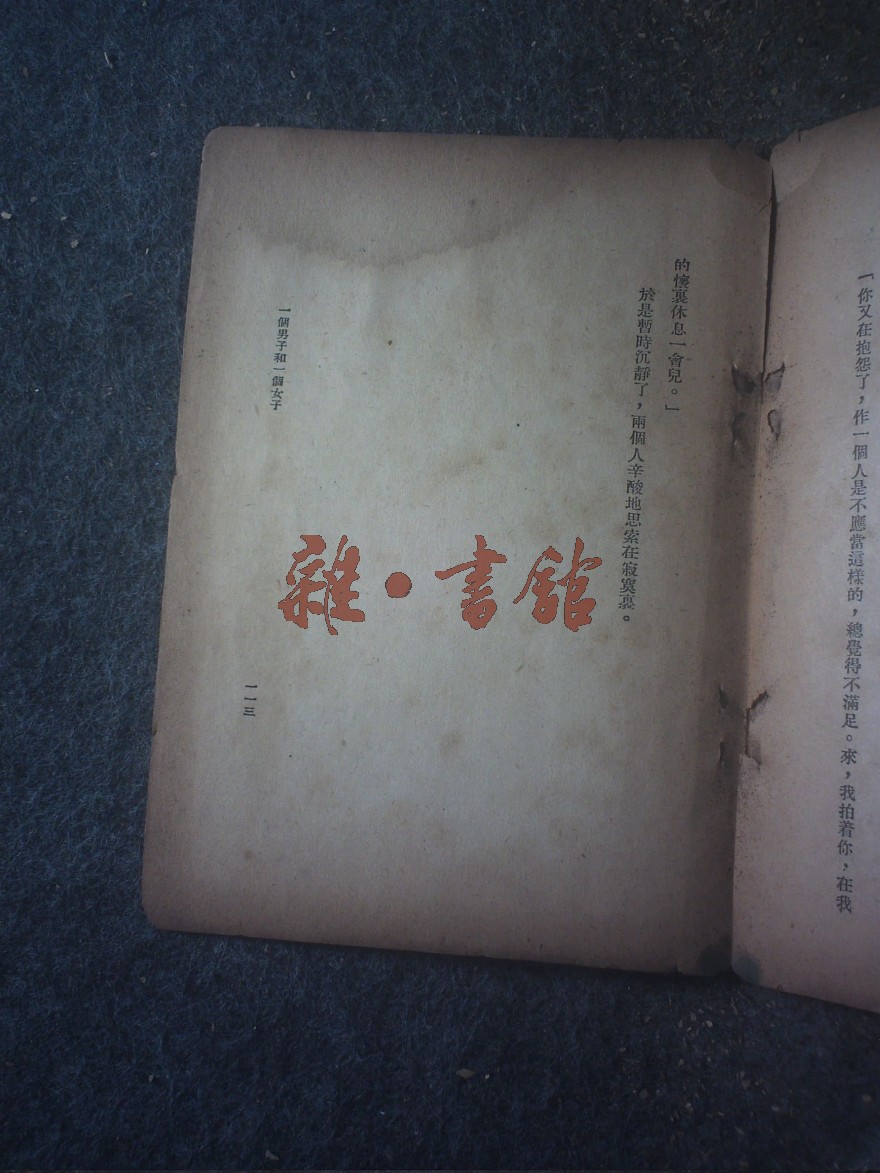 「你又在抱怨了，作一個人是不應當這樣的，總覺得不滿足。來，我拍着你，在我
的懷裏休息一會兒。」
於是暫時沉靜了，兩個人辛酸地思索在寂寞裏。
一個男子和一個女子
一一三
雜·書館